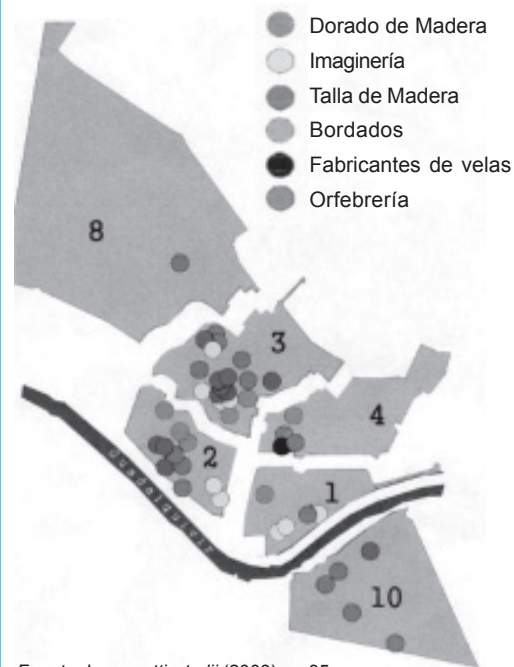 Dorado de Madera
Imaginería
Talla de Madera
Bordados
Fabricantes de velas
Orfebrería
8
3
4
2
1
10
Guadalquivir